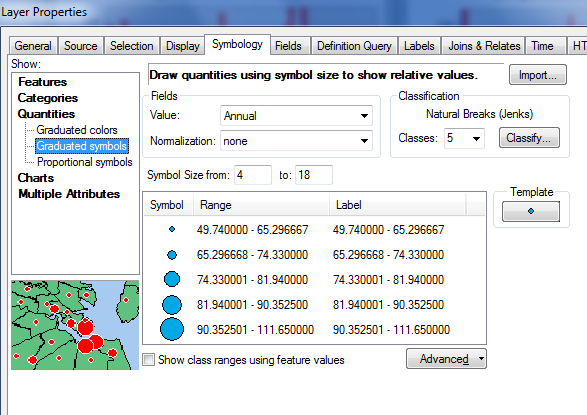 Layer Properties
General Source Selection Display Symbology Fields Definition Query Labels Joins & Relates Time HT
Show:
Features
Categories
Quantities
Graduated colors
Graduated symbols
Proportional symbols
Charts
Multiple Attributes
Draw quantities using symbol size to show relative values.
Import...
Fields
Value: Annual
Normalization: none
Classification
Natural Breaks (Jenks)
Classes: 5 Classify...
Symbol Size from: 4 to: 18
Symbol Range Label
49.740000 - 65.296667 49.740000 - 65.296667
65.296668 - 74.330000 65.296668 - 74.330000
74.330001 - 81.940000 74.330001 - 81.940000
81.940001 - 90.352500 81.940001 - 90.352500
90.352501 - 111.650000 90.352501 - 111.650000
Template
Show class ranges using feature values
Advanced